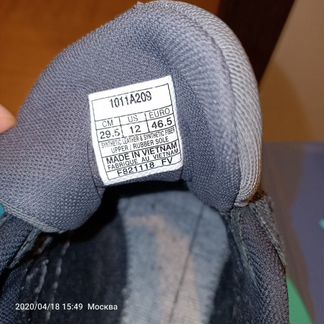 1011A209
CM US EURO
29.5 12 46.5
SYNTHETIC LEATHER & SYNTHETIC FIBER
UPPER / RUBBER SOLE
MADE IN VIETNAM
FABRIQUE AU VIETNAM
F821118 FV
2020/04/18 15:49 Москва